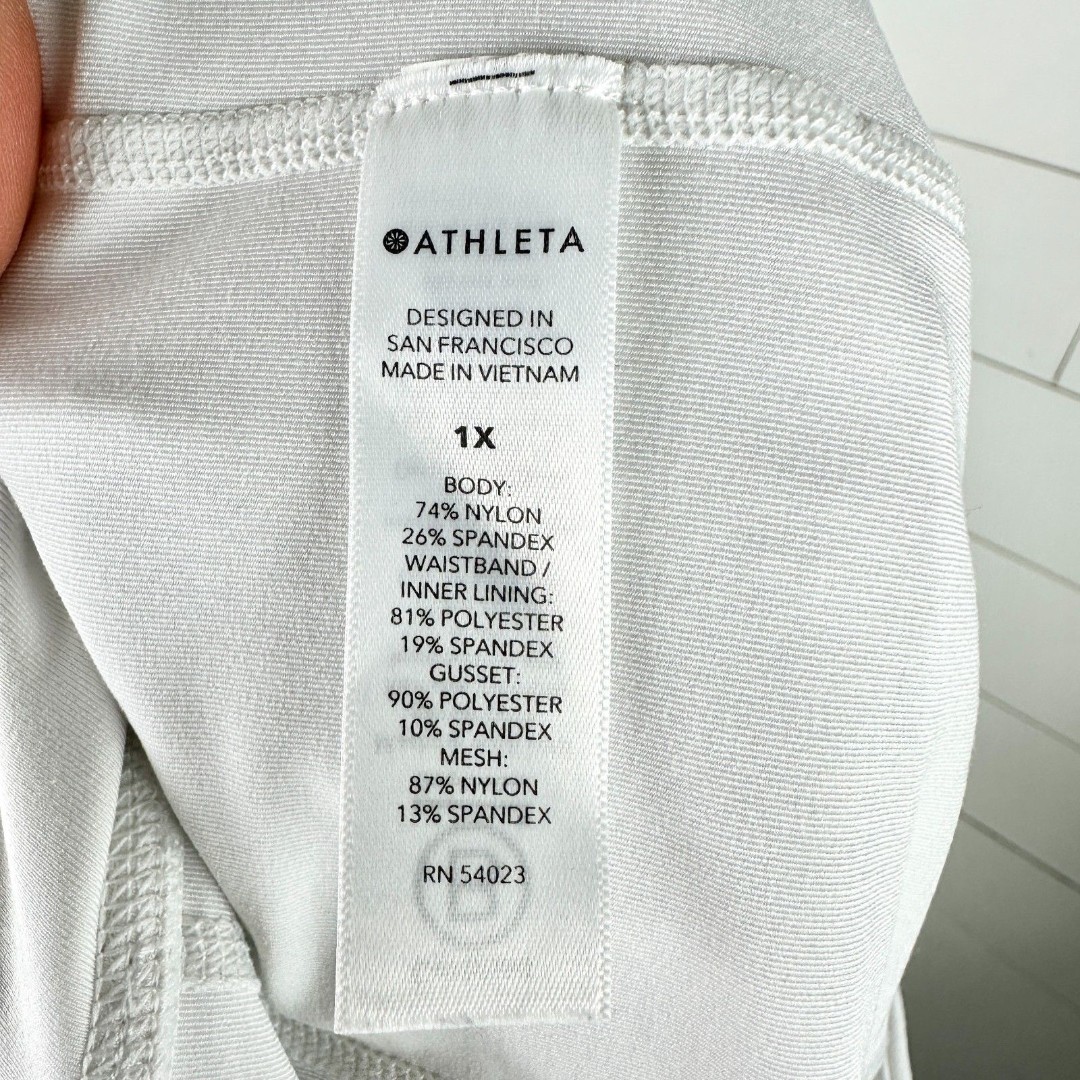 ATHLETA
DESIGNED IN
SAN FRANCISCO
MADE IN VIETNAM
1X
BODY:
74% NYLON
26% SPANDEX
WAISTBAND /
INNER LINING:
81% POLYESTER
19% SPANDEX
GUSSET:
90% POLYESTER
10% SPANDEX
MESH:
87% NYLON
13% SPANDEX
RN 54023
B